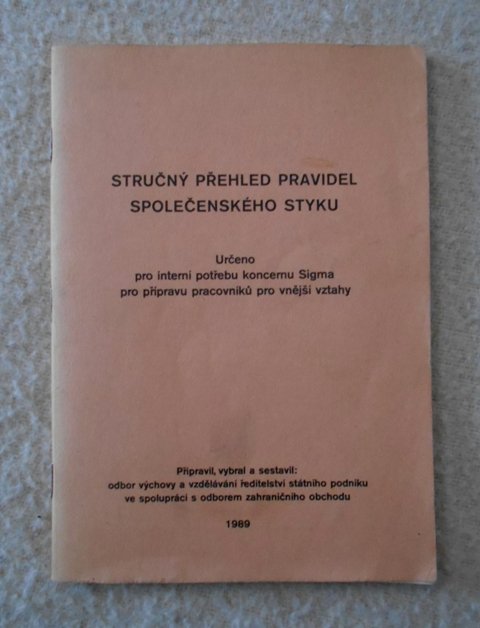 STRUČNÝ PŘEHLED PRAVIDEL
SPOLEČENSKÉHO STYKU
Určeno
pro interní potřebu koncernu Sigma
pro přípravu pracovníků pro vnější vztahy
Připravil, vybral a sestavil:
odbor výchovy a vzdělávání ředitelství státního podniku
ve spolupráci s odborem zahraničního obchodu
1989